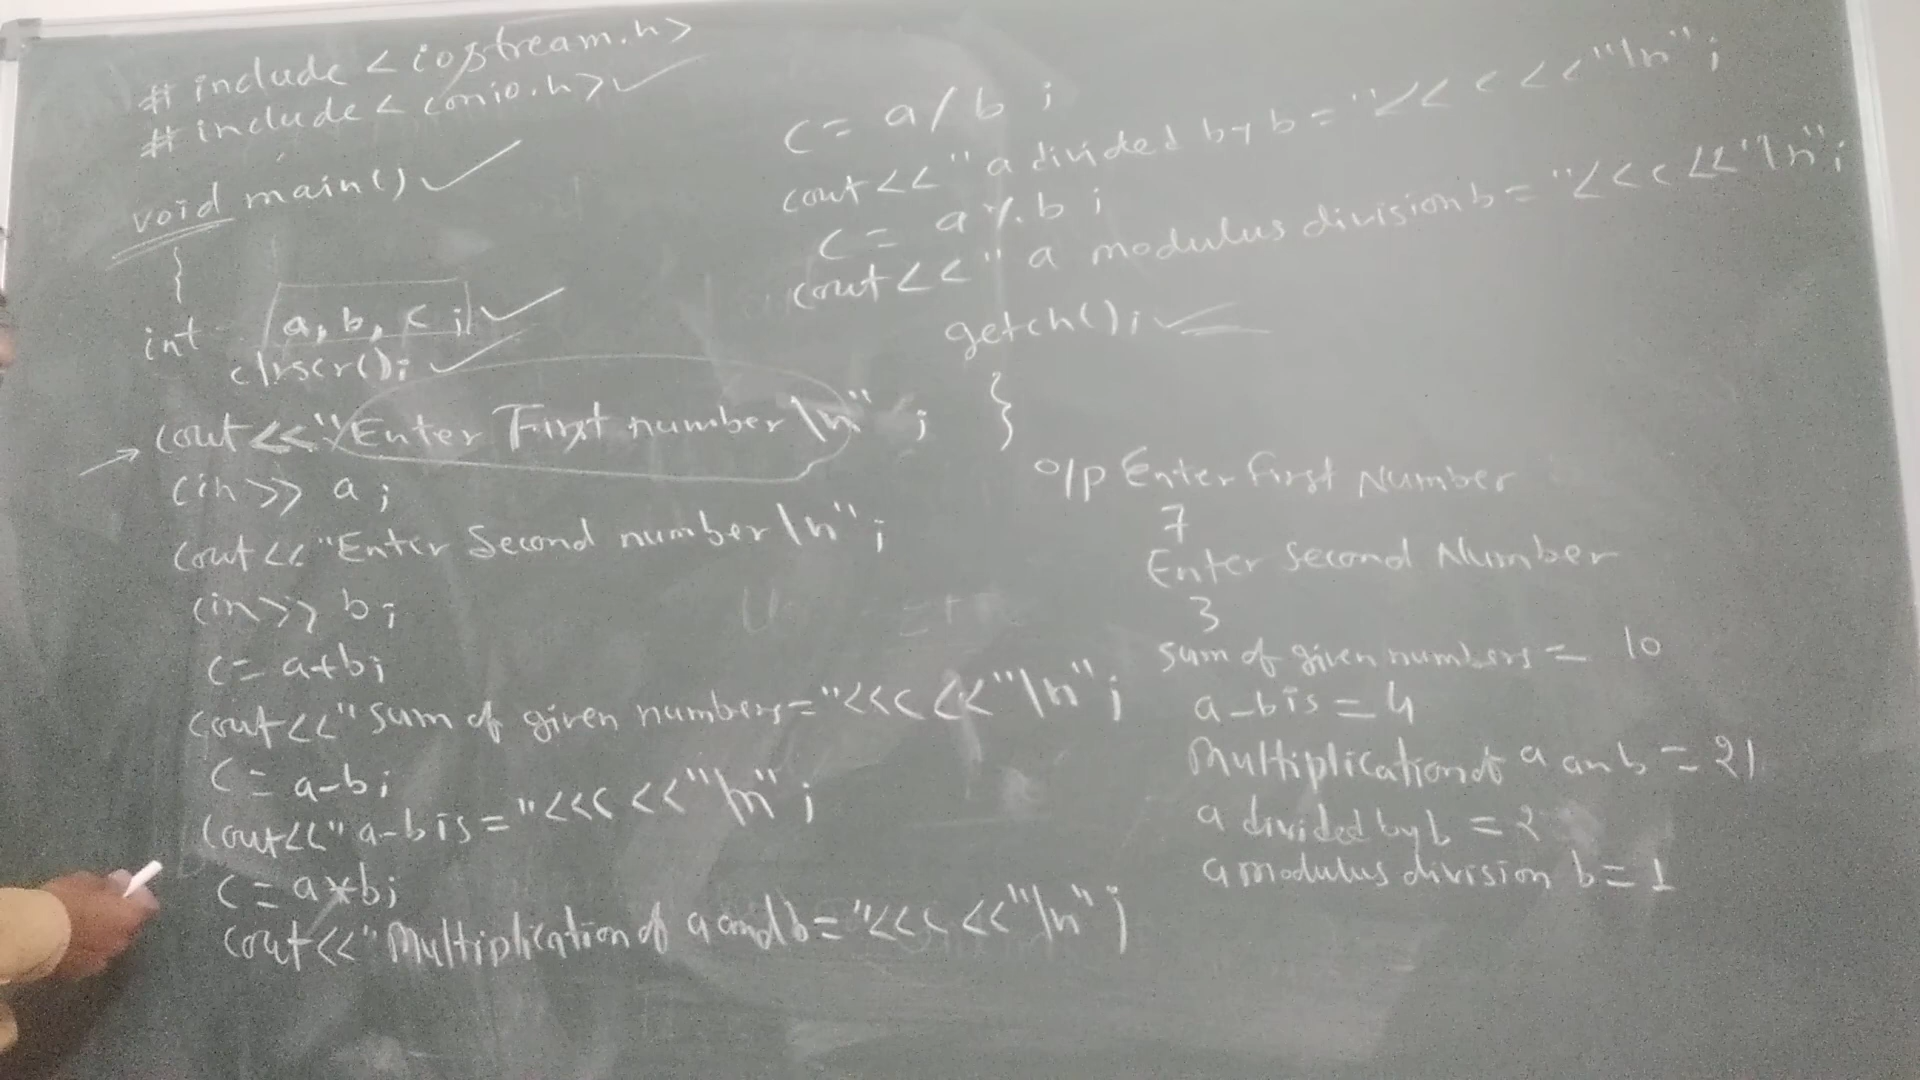 # include < iostream.h>
# include < conio.h>
void main()
{
int a, b, c ;
clrscr();
cout <<"Enter First number \n" ;
cin >> a ;
cout << "Enter Second number \n" ;
cin >> b ;
c = a+b ;
cout <<" sum of given numbers = "<<c <<"\n" ;
c = a-b ;
cout<<" a-b is = "<<c <<"\n" ;
c = a*b ;
cout <<" Multiplication of a and b = "<<c <<"\n" ;
c = a / b ;
cout << " a divided by b = "<< c <<"\n" ;
c = a % b ;
cout << " a modulus division b = "<<c <<"\n" ;
getch() ;
}
o/p Enter First Number
7
Enter Second Number
3
sum of given numbers = 10
a-b is = 4
Multiplication of a an b = 21
a divided by b = 2
a modulus division b = 1